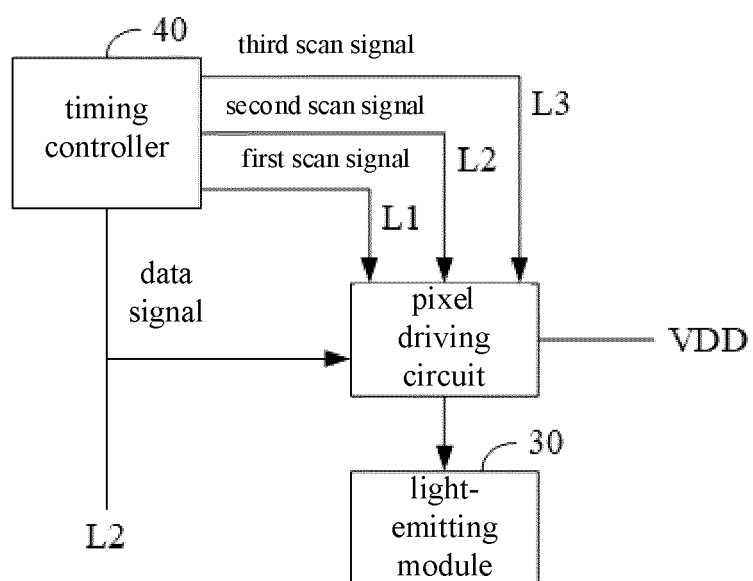 40
third scan signal
timing
controller
second scan signal
L3
first scan signal
L2
L1
data
signal
pixel
driving
circuit
VDD
30
light-
emitting
module
L2